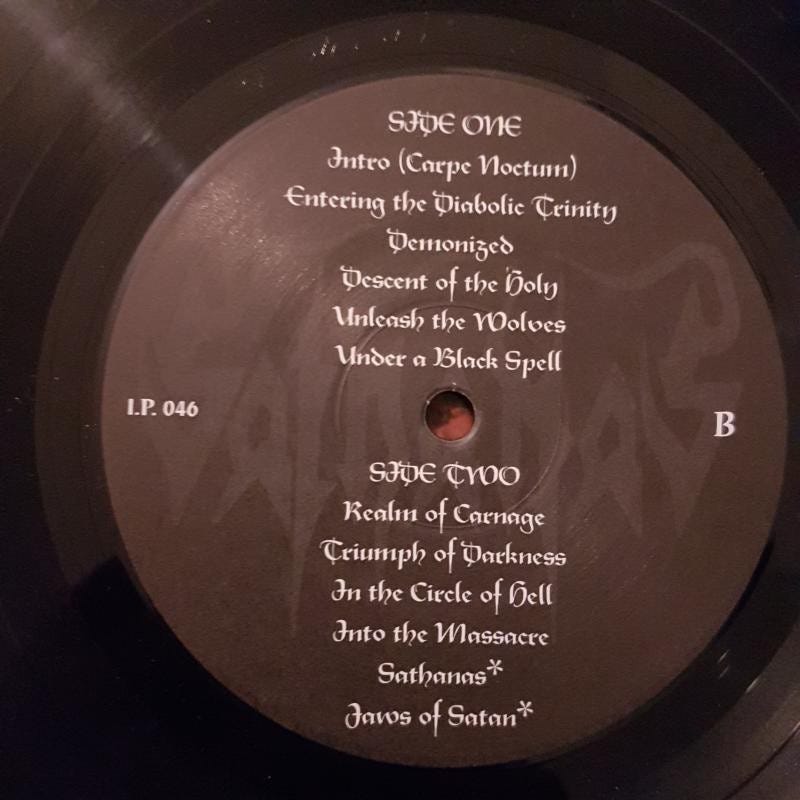 SIDE ONE
Intro (Carpe Noctum)
Entering the Diabolic Trinity
Demonized
Descent of the Holy
Unleash the Wolves
Under a Black Spell
I.P. 046
B
SIDE TWO
Realm of Carnage
Triumph of Darkness
In the Circle of Hell
Into the Massacre
Sathanas*
Jaws of Satan*